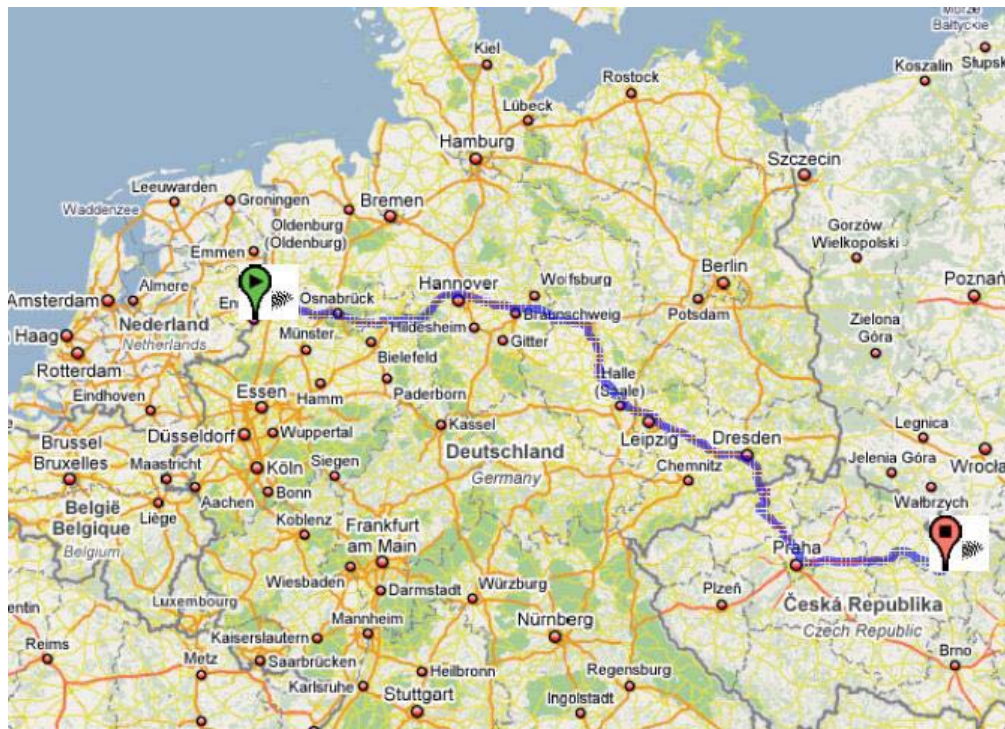 Morze
Bałtyckie
Słupsk
Koszalin
Kiel
Rostock
Lübeck
Hamburg
Szczecin
Leeuwarden
Groningen
Waddenzee
Oldenburg
(Oldenburg)
Bremen
Gorzów
Wielkopolski
Emmen
Berlin
Poznań
Amsterdam
Almere
Osnabrück
Hannover
Wolfsburg
Braunschweig
Potsdam
Nederland
Netherlands
Haag
Münster
Hildesheim
Gitter
Zielona
Góra
Rotterdam
Bielefeld
Halle
(Saale)
Eindhoven
Essen
Hamm
Paderborn
Kassel
Leipzig
Dresden
Legnica
Brussel
Bruxelles
Düsseldorf
Wuppertal
Deutschland
Germany
Chemnitz
Jelenia Góra
Wrocła
Maastricht
Köln
Siegen
Wałbrzych
Aachen
Bonn
België
Belgique
Belgium
Liège
Koblenz
Frankfurt
am Main
Praha
Wiesbaden
Darmstadt
Würzburg
Plzeň
Česká Republika
Czech Republic
Luxembourg
Mannheim
Nürnberg
Kaiserslautern
Reims
Metz
Saarbrücken
Heilbronn
Regensburg
Brno
Karlsruhe
Stuttgart
Ingolstadt